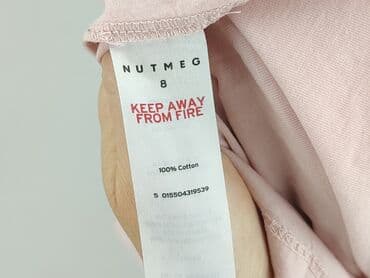 NUTMEG
8
KEEP AWAY
FROM FIRE
100% Cotton
S 015504319539